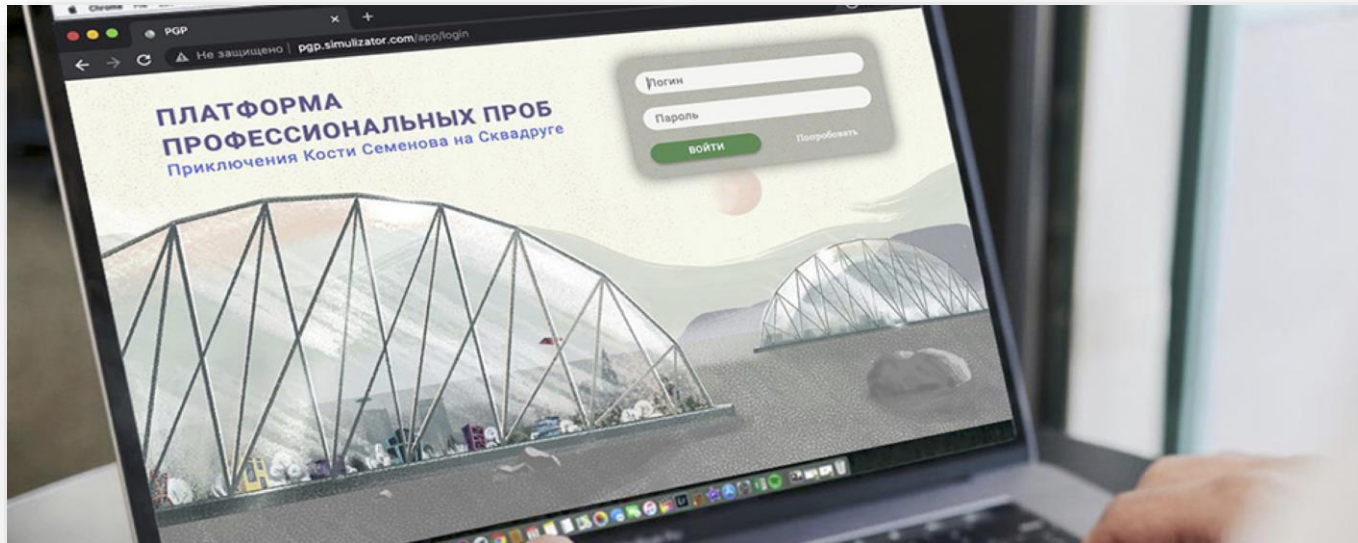 Chrome
PGP
Не защищено | pgp.simulizator.com/app/login
ПЛАТФОРМА
ПРОФЕССИОНАЛЬНЫХ ПРОБ
Приключения Кости Семенова на Сквадруге
Логин
Пароль
ВОЙТИ
Попробовать